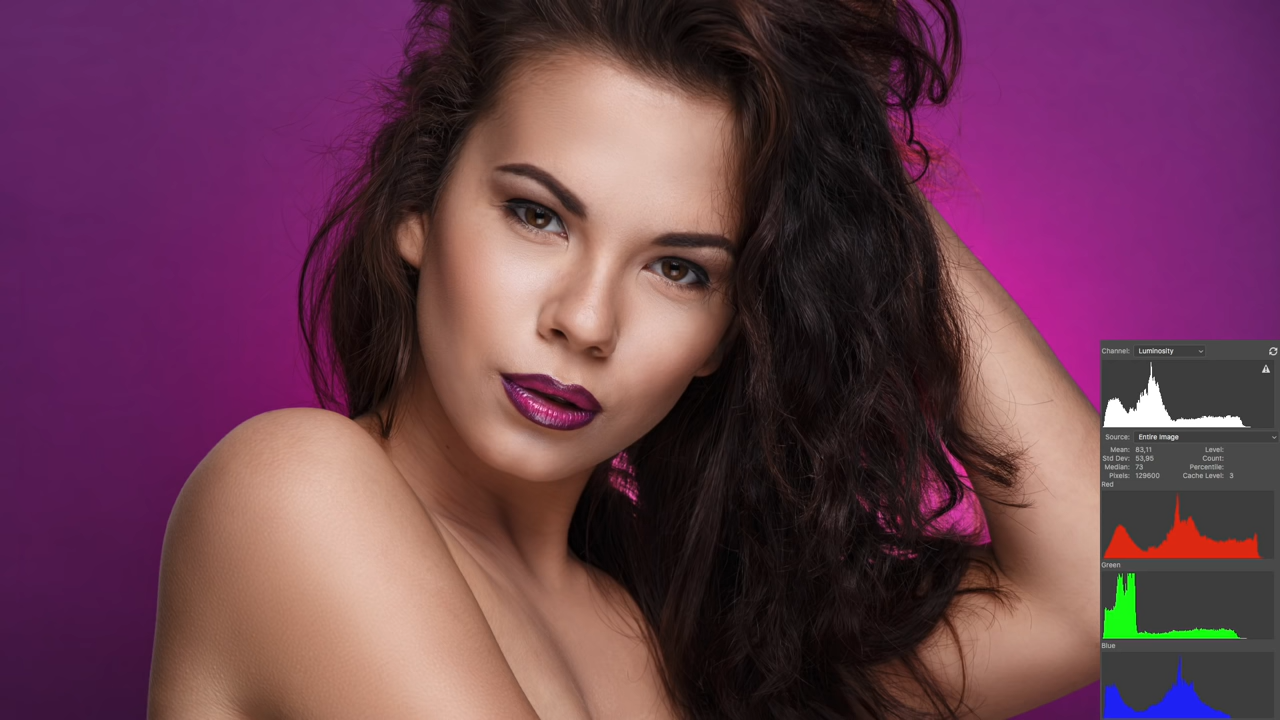 Channel: Luminosity
Source: Entire Image
Mean: 83,11 Level:
Std Dev: 53,95 Count:
Median: 73 Percentile:
Pixels: 129600 Cache Level: 3
Red
Green
Blue